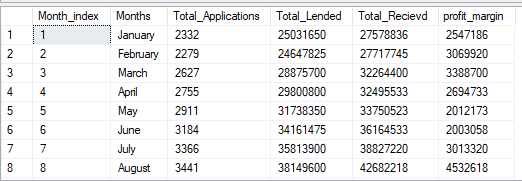 Month_index Months Total_Applications Total_Lended Total_Recievd profit_margin
1 1 January 2332 25031650 27578836 2547186
2 2 February 2279 24647825 27717745 3069920
3 3 March 2627 28875700 32264400 3388700
4 4 April 2755 29800800 32495533 2694733
5 5 May 2911 31738350 33750523 2012173
6 6 June 3184 34161475 36164533 2003058
7 7 July 3366 35813900 38827220 3013320
8 8 August 3441 38149600 42682218 4532618